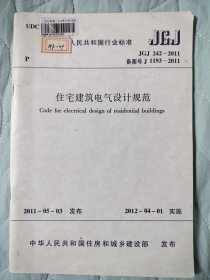 UDC
人民共和国行业标准 JGJ
P
JGJ 242-2011
备案号 J 1193-2011
住宅建筑电气设计规范
Code for electrical design of residential buildings
2011-05-03 发布 2012-04-01 实施
中华人民共和国住房和城乡建设部 发布